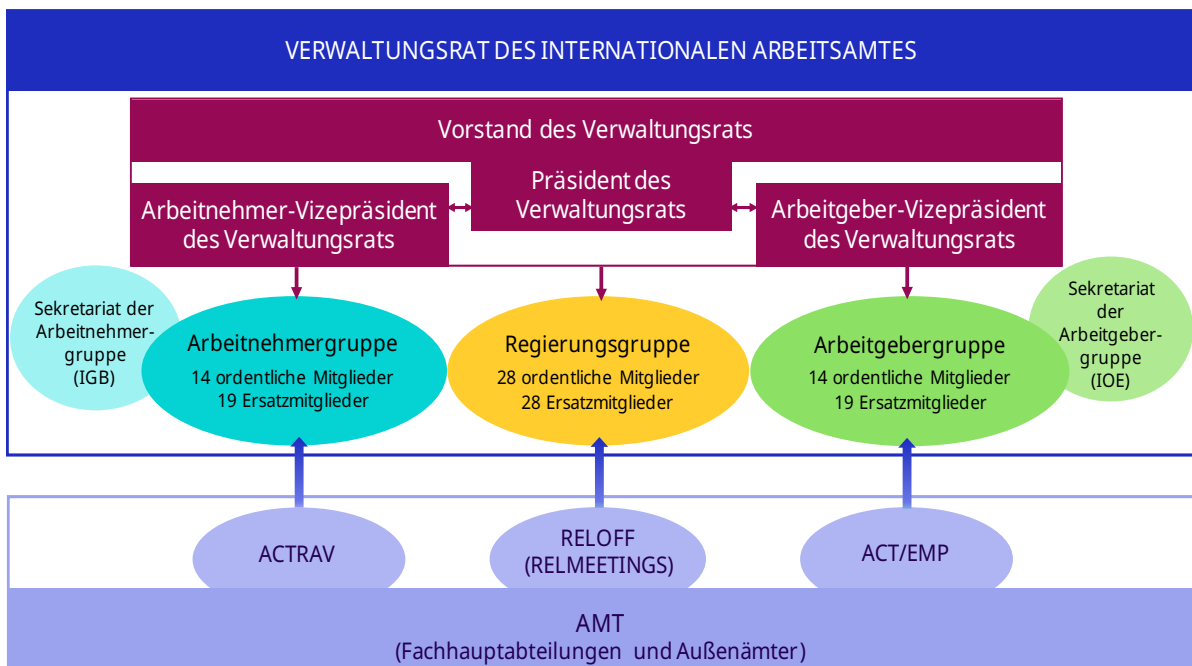 VERWALTUNGSRAT DES INTERNATIONALEN ARBEITSAMTES
Vorstand des Verwaltungsrats
Präsident des
Verwaltungsrats
Arbeitnehmer-Vizepräsident
des Verwaltungsrats
Arbeitgeber-Vizepräsident
des Verwaltungsrats
Sekretariat der
Arbeitnehmer-
gruppe
(IGB)
Arbeitnehmergruppe
14 ordentliche Mitglieder
19 Ersatzmitglieder
Regierungsgruppe
28 ordentliche Mitglieder
28 Ersatzmitglieder
Arbeitgebergruppe
14 ordentliche Mitglieder
19 Ersatzmitglieder
Sekretariat
der
Arbeitgeber-
gruppe
(IOE)
ACTRAV
RELOFF
(RELMEETINGS)
ACT/EMP
AMT
(Fachhauptabteilungen und Außenämter)